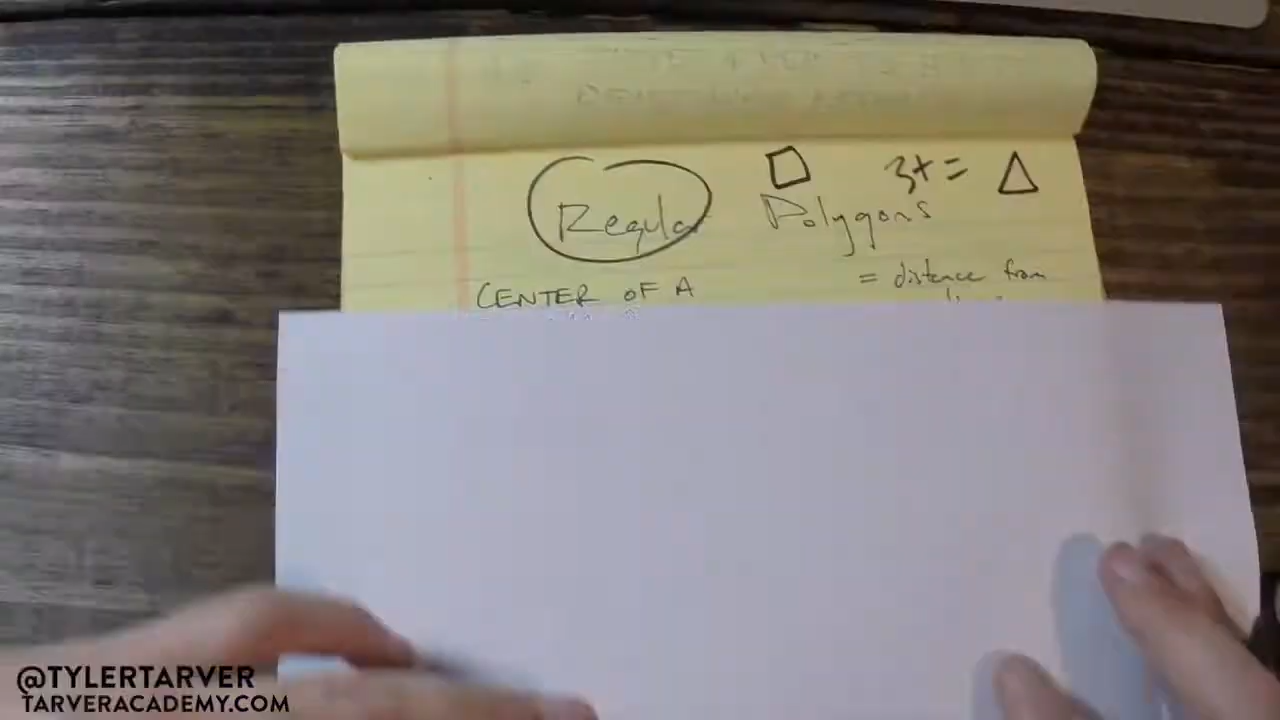 3+ =
Regular Polygons
= distance from
CENTER OF A
@TYLERTARVER
TARVERACADEMY.COM